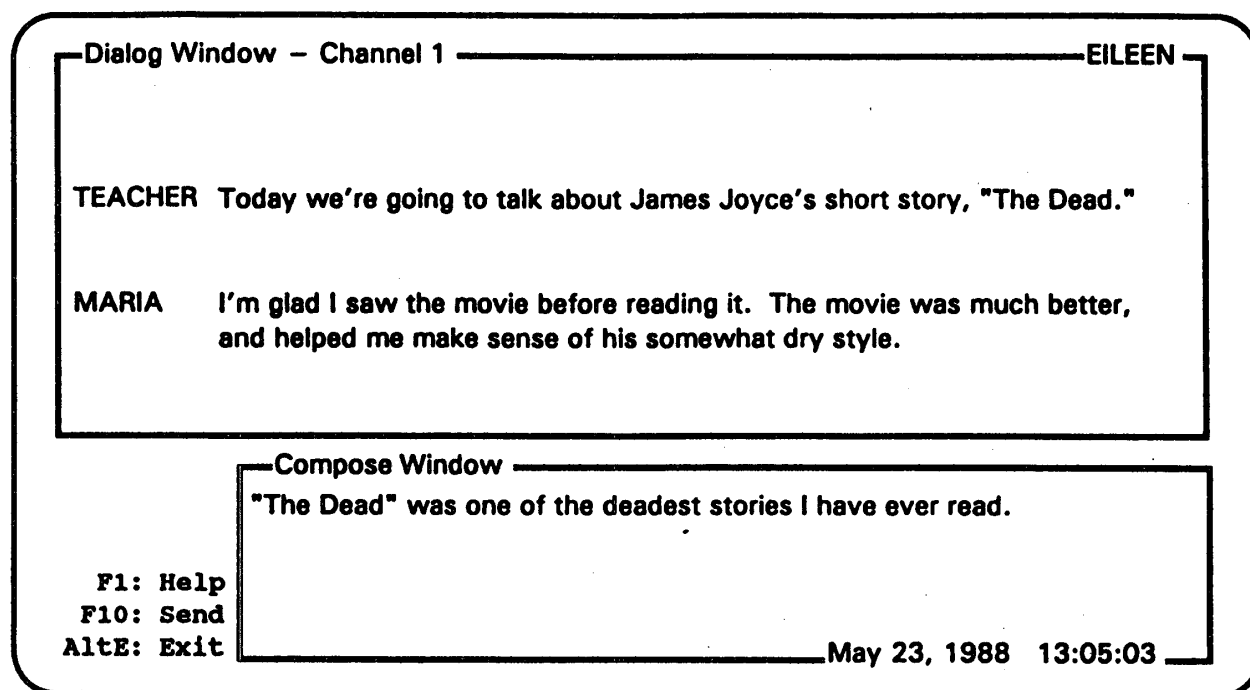 Dialog Window – Channel 1 EILEEN
TEACHER Today we're going to talk about James Joyce's short story, "The Dead."
MARIA I'm glad I saw the movie before reading it. The movie was much better,
and helped me make sense of his somewhat dry style.
Compose Window
"The Dead" was one of the deadest stories I have ever read.
F1: Help
F10: Send
AltE: Exit
May 23, 1988 13:05:03